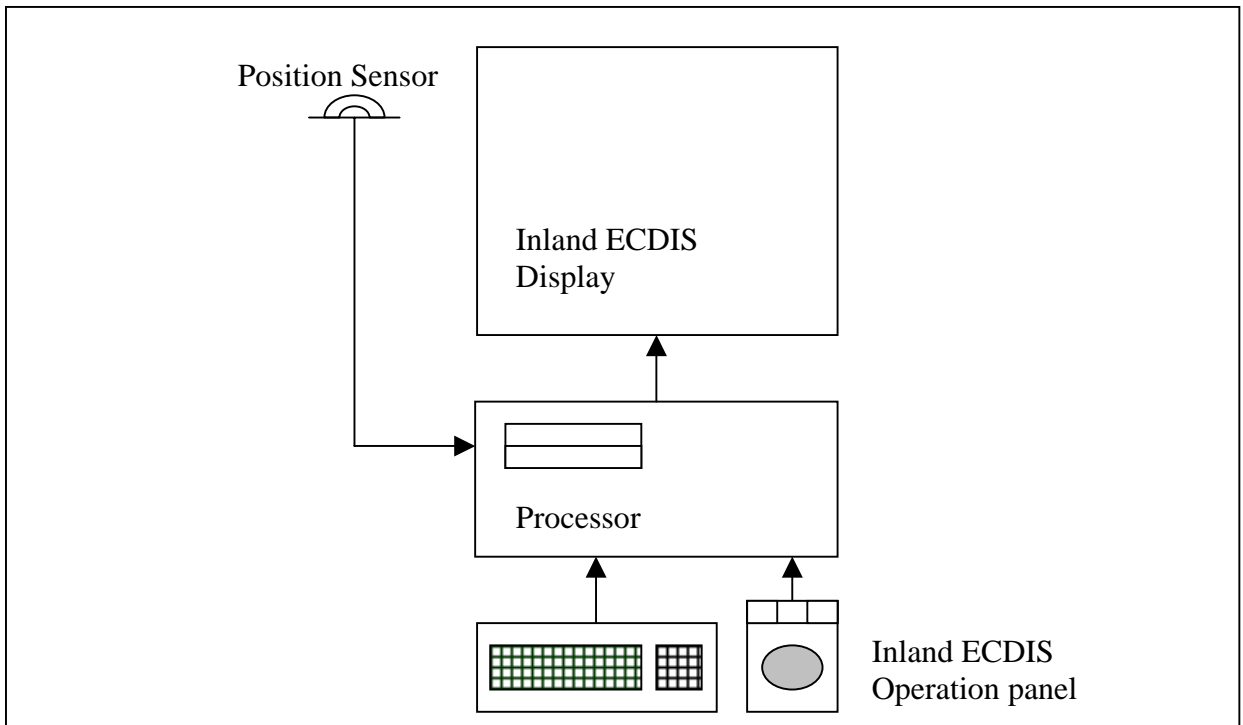 Position Sensor
Inland ECDIS
Display
Processor
Inland ECDIS
Operation panel